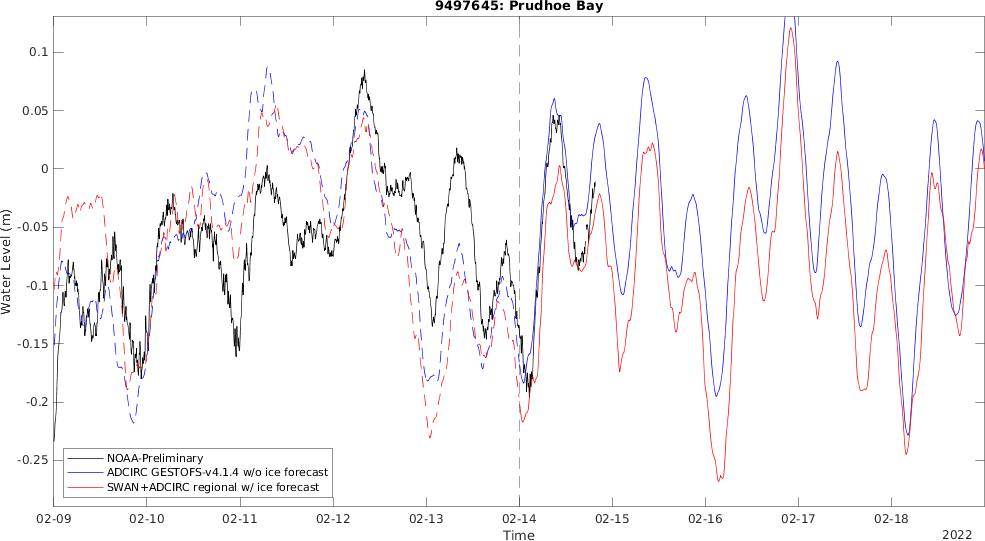 9497645: Prudhoe Bay
0.1
0.05
0
-0.05
-0.1
-0.15
-0.2
-0.25
Water Level (m)
NOAA-Preliminary
ADCIRC GESTOFS-v4.1.4 w/o ice forecast
SWAN+ADCIRC regional w/ ice forecast
02-09 02-10 02-11 02-12 02-13 02-14 02-15 02-16 02-17 02-18
Time
2022